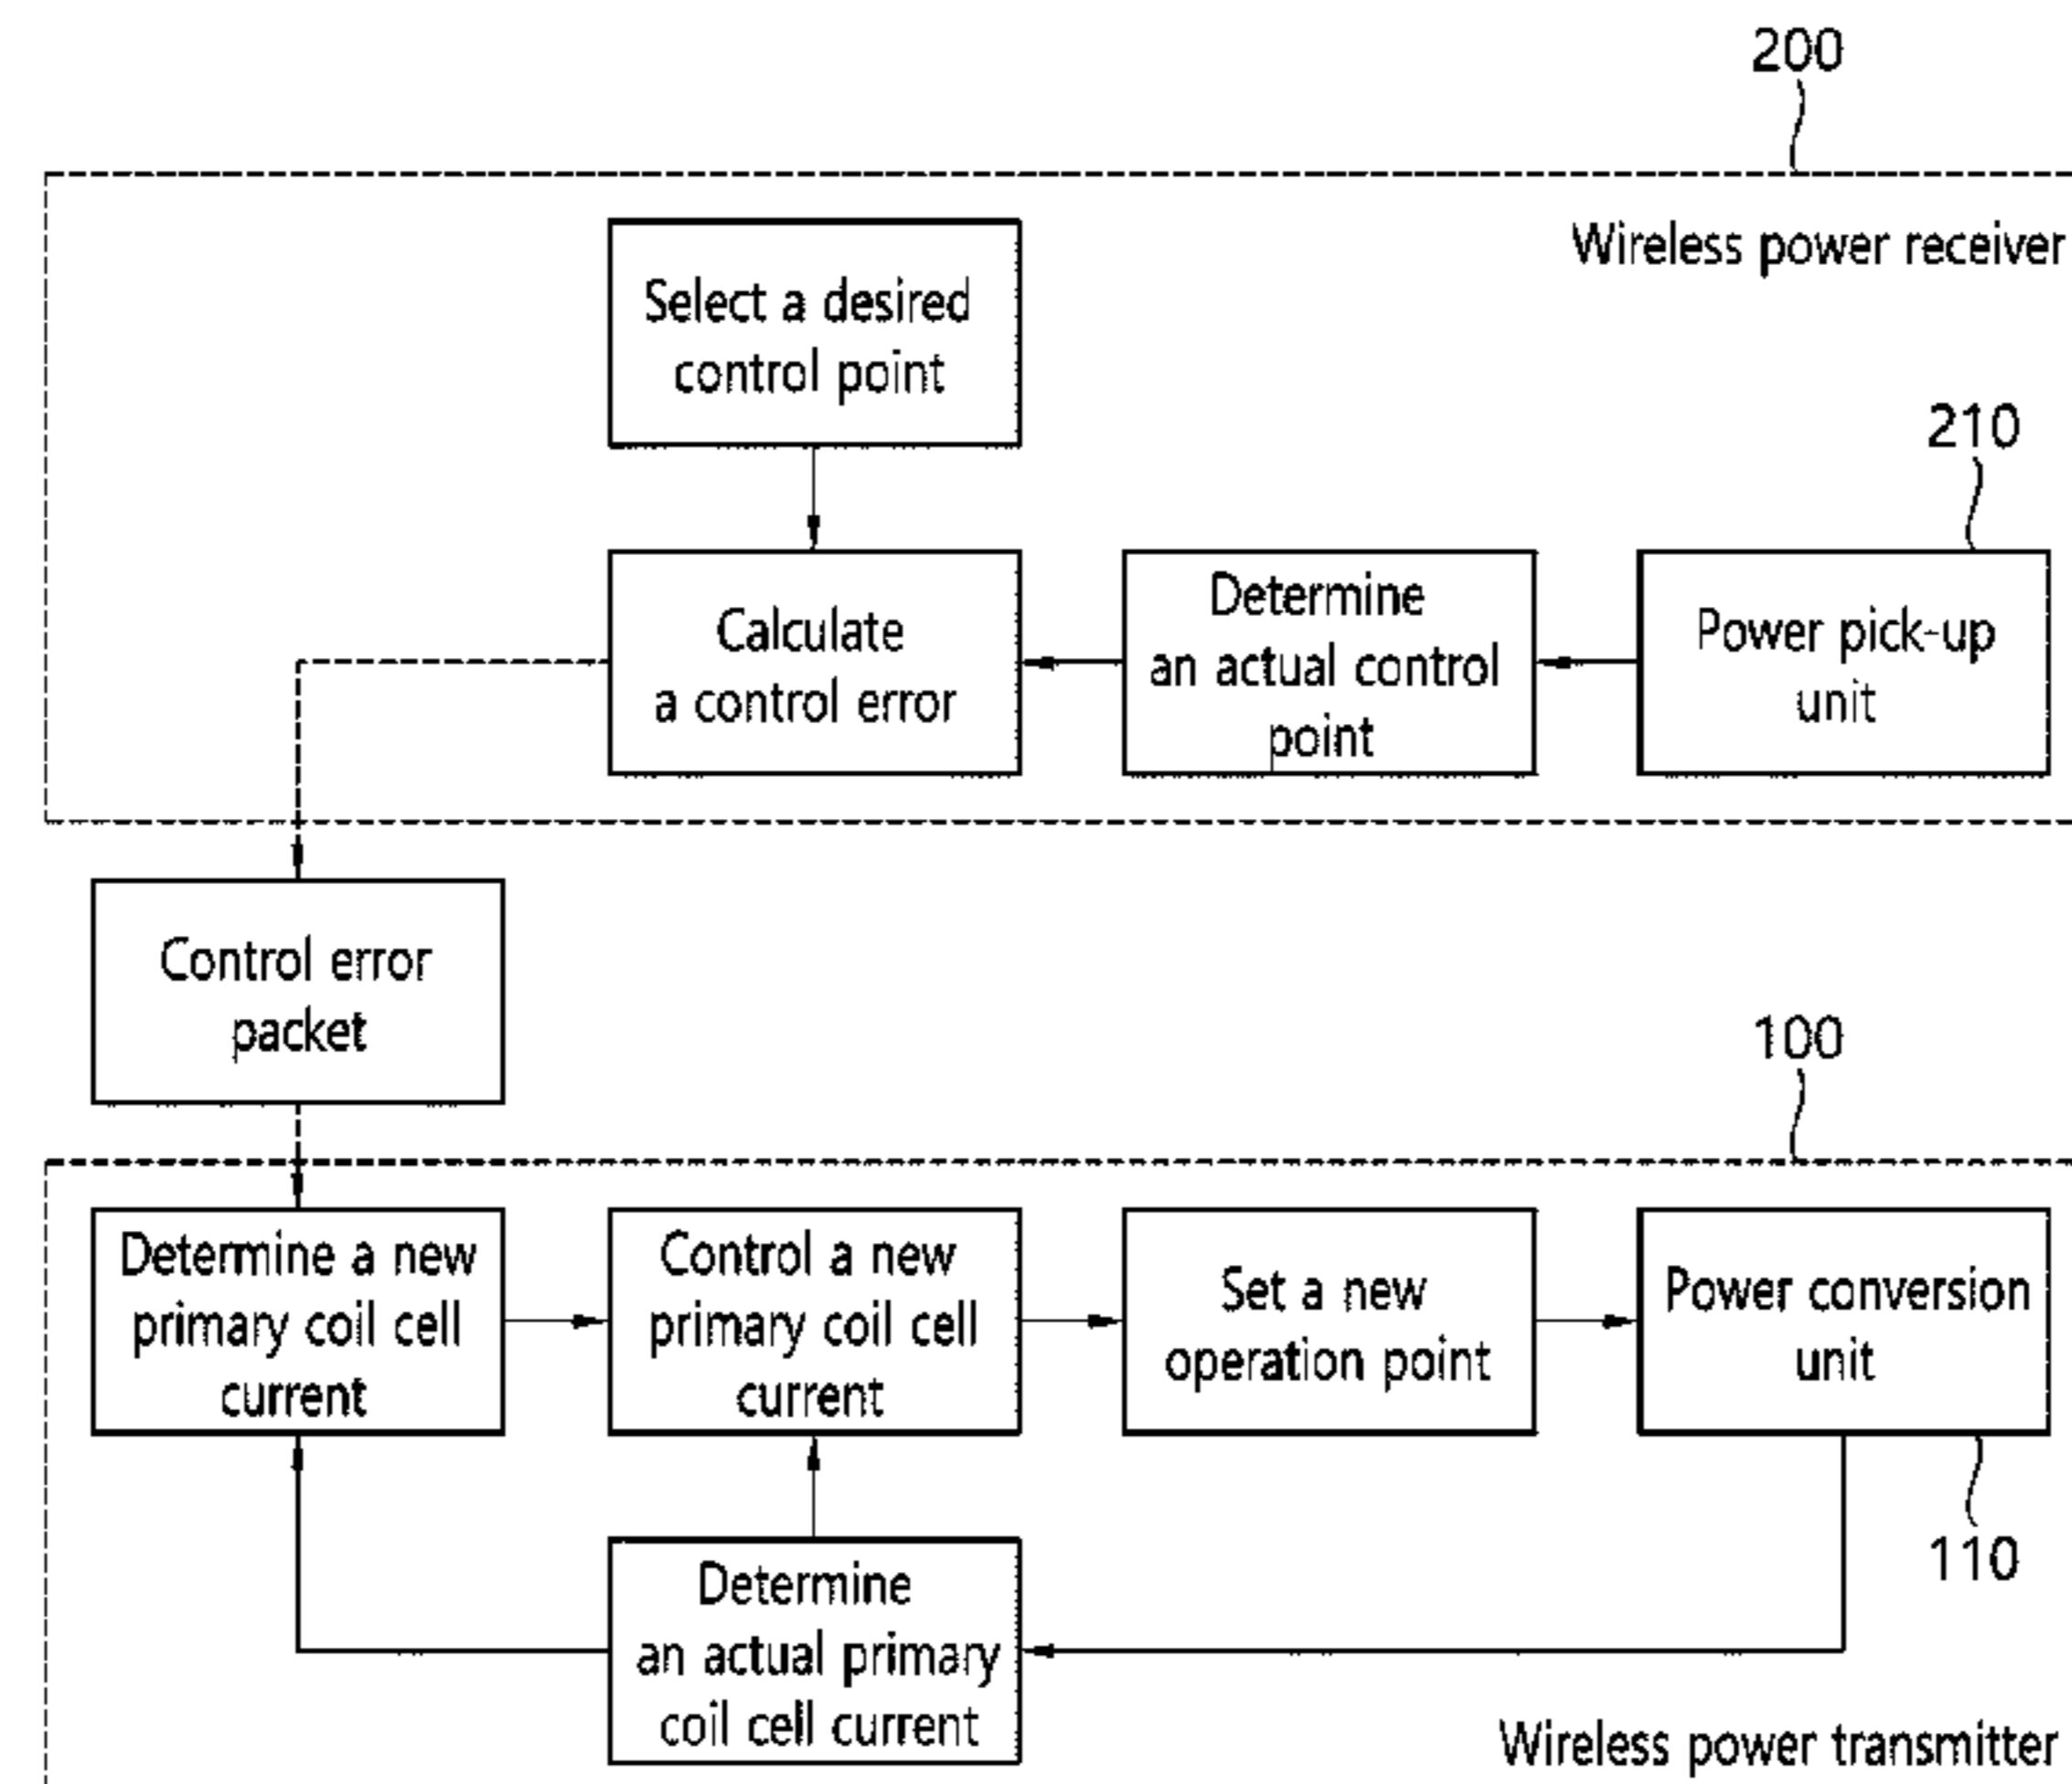 200
Wireless power receiver
Select a desired
control point
210
Calculate
a control error
Determine
an actual control
point
Power pick-up
unit
Control error
packet
100
Determine a new
primary coil cell
current
Control a new
primary coil cell
current
Set a new
operation point
Power conversion
unit
110
Determine
an actual primary
coil cell current
Wireless power transmitter